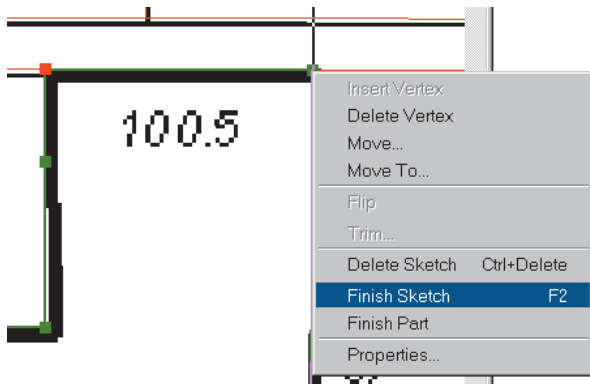 100.5
Insert Vertex
Delete Vertex
Move...
Move To...
Flip
Trim...
Delete Sketch Ctrl+Delete
Finish Sketch F2
Finish Part
Properties...